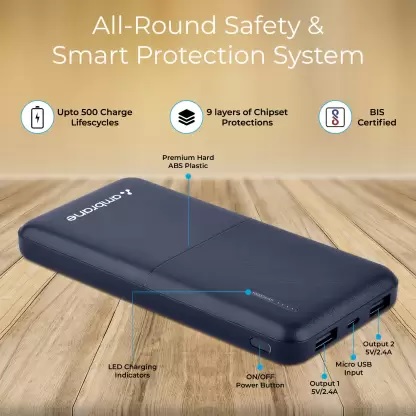 All-Round Safety &
Smart Protection System
Upto 500 Charge
Lifecycles
9 layers of Chipset
Protections
BIS
Certified
Premium Hard
ABS Plastic
ambrane
LED Charging
Indicators
ON/OFF
Power Button
Output 1
5V/2.4A
Micro USB
Input
Output 2
5V/2.4A